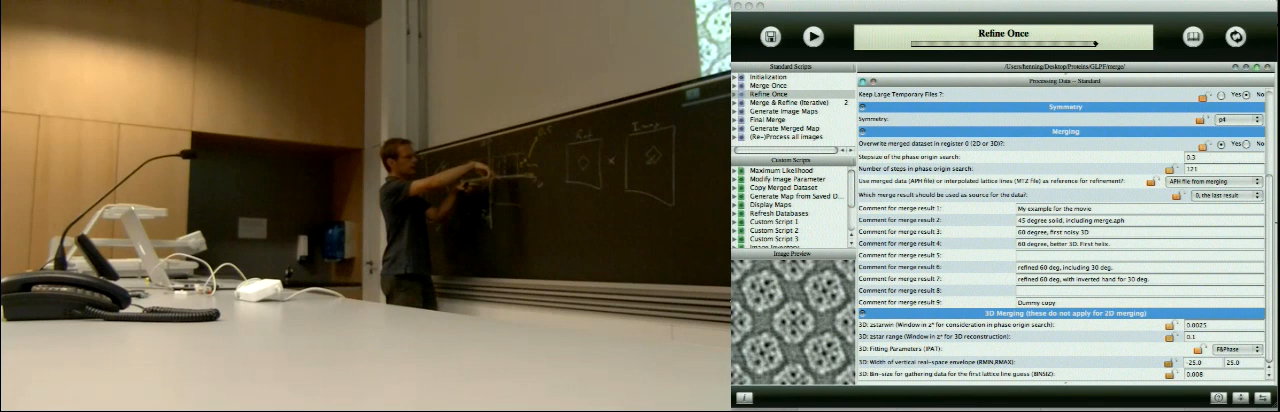 Refine Once
Standard Scripts
/Users/henning/Desktop/Proteins/GLPF/merge/
Initialization
Merge Once
Refine Once
Merge & Refine (Iterative) 2
Generate Image Maps
Final Merge
Generate Merged Map
(Re-)Process all images
Custom Scripts
Maximum Likelihood
Modify Image Parameter
Copy Merged Dataset
Generate Map from Saved D...
Display Maps
Refresh Databases
Custom Script 1
Custom Script 2
Custom Script 3
Image Inventory
Image Preview
Processing Data -- Standard
Keep Large Temporary Files ?: Yes No
Symmetry
Symmetry: p4
Merging
Overwrite merged dataset in register 0 (2D or 3D)?: Yes No
Stepsize of the phase origin search: 0.3
Number of steps in phase origin search: 121
Use merged data (APH file) or interpolated lattice lines (MTZ file) as reference for refinement?: APH file from merging
Which merge result should be used as source for the data?: 0, the last result
Comment for merge result 1: My example for the movie
Comment for merge result 2: 45 degree solid, including merge.aph
Comment for merge result 3: 60 degree, first noisy 3D
Comment for merge result 4: 60 degree, better 3D. First helix.
Comment for merge result 5:
Comment for merge result 6: refined 60 deg, including 30 deg.
Comment for merge result 7: refined 60 deg, with inverted hand for 30 deg.
Comment for merge result 8:
Comment for merge result 9: Dummy copy
3D Merging (these do not apply for 2D merging)
3D: zstarwin (Window in z* for consideration in phase origin search): 0.0025
3D: zstar range (Window in z* for 3D reconstruction): 0.1
3D: Fitting Parameters (IPAT): F&Phase
3D: Width of vertical real-space envelope (RMIN,RMAX): -25.0 25.0
3D: Bin-size for gathering data for the first lattice line guess (BINSIZ): 0.008